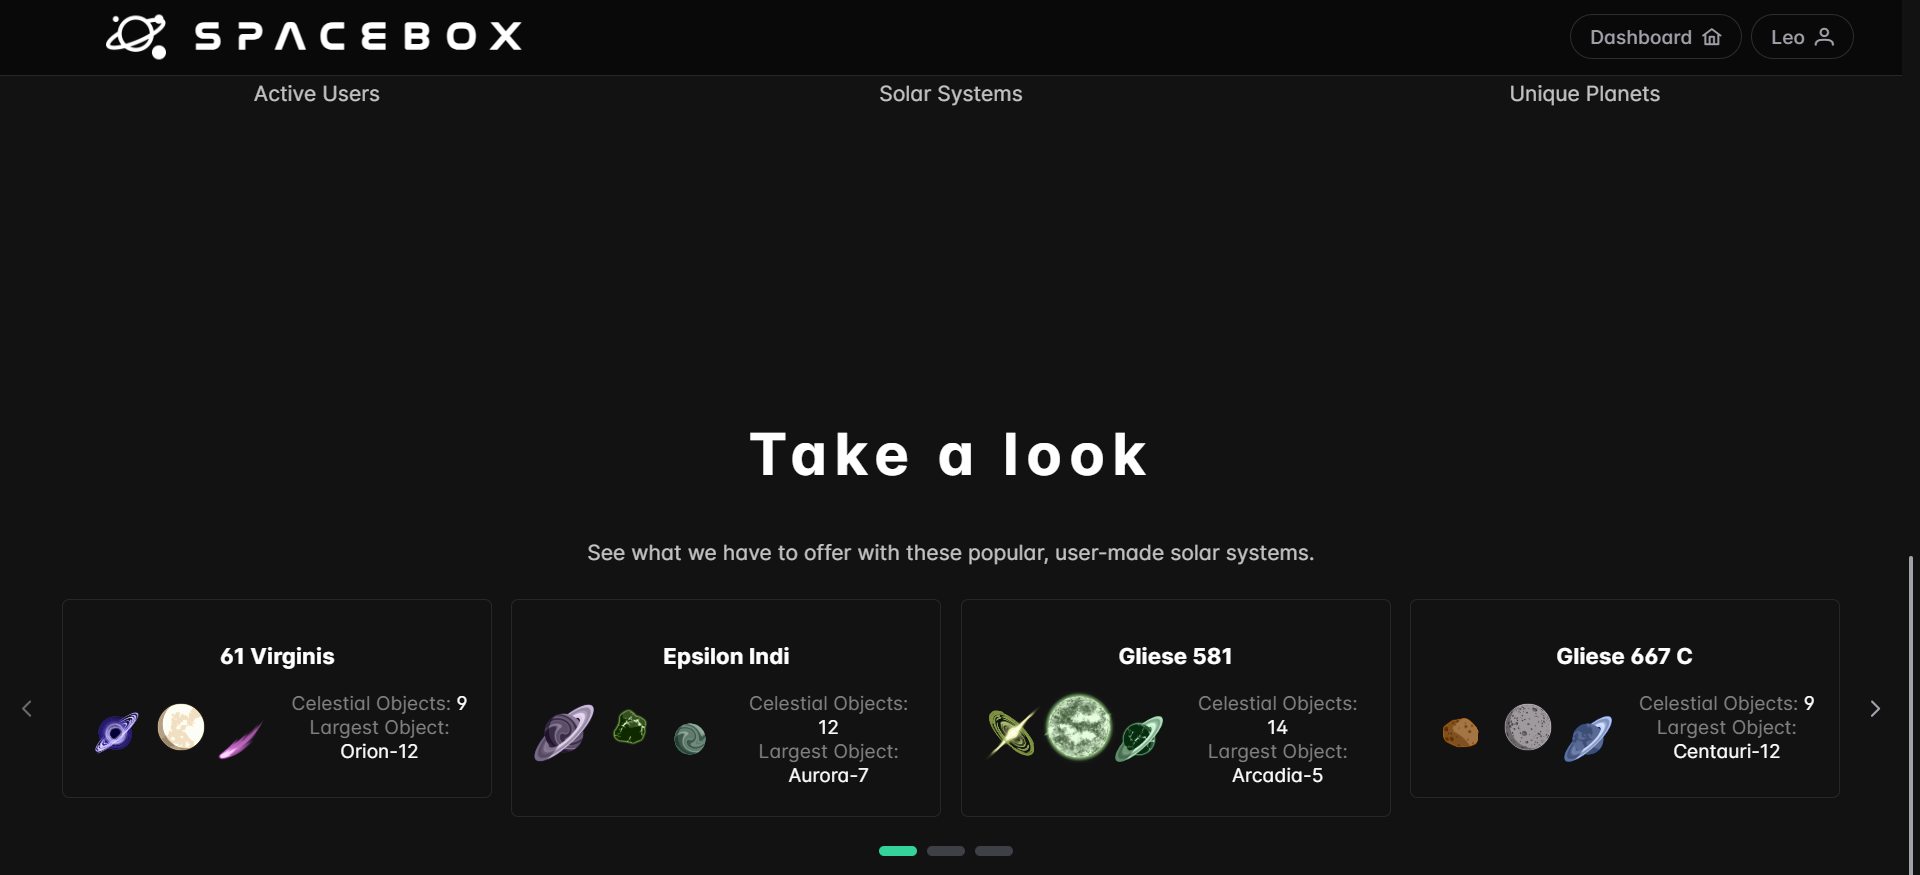 SPACEBOX
Dashboard
Leo
Active Users
Solar Systems
Unique Planets
Take a look
See what we have to offer with these popular, user-made solar systems.
61 Virginis
Celestial Objects: 9
Largest Object:
Orion-12
Epsilon Indi
Celestial Objects:
12
Largest Object:
Aurora-7
Gliese 581
Celestial Objects:
14
Largest Object:
Arcadia-5
Gliese 667 C
Celestial Objects: 9
Largest Object:
Centauri-12